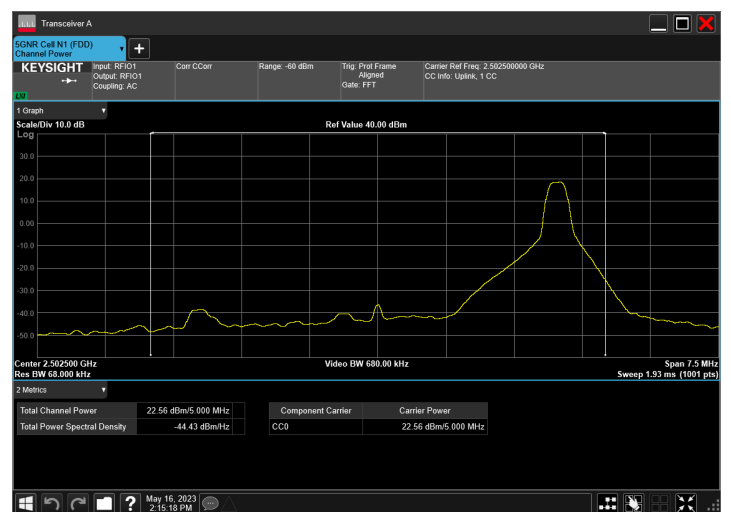 Transceiver A
5GNR Cell N1 (FDD)
Channel Power
KEYSIGHT
Input: RFIO1
Output: RFIO1
Coupling: AC
Corr CCorr
Range: -60 dBm
Trig: Prot Frame
Aligned
Gate: FFT
Carrier Ref Freq: 2.502500000 GHz
CC Info: Uplink, 1 CC
LXI
1 Graph
Scale/Div 10.0 dB
Ref Value 40.00 dBm
Log
30.0
20.0
10.0
0.00
-10.0
-20.0
-30.0
-40.0
-50.0
Center 2.502500 GHz
Video BW 680.00 kHz
Span 7.5 MHz
Res BW 68.000 kHz
Sweep 1.93 ms (1001 pts)
2 Metrics
Total Channel Power 22.56 dBm/5.000 MHz
Total Power Spectral Density -44.43 dBm/Hz
Component Carrier Carrier Power
CC0 22.56 dBm/5.000 MHz
?
May 16, 2023
2:15:18 PM